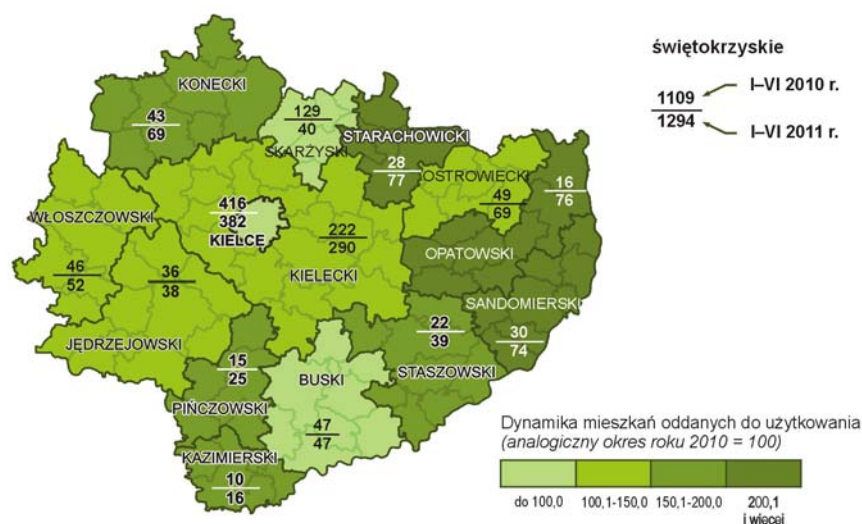 świętokrzyskie
1109
I–VI 2010 r.
1294
I–VI 2011 r.
KONECKI
43
69
129
40
SKARŻYSKI
STARACHOWICKI
28
77
OSTROWIECKI
49
69
16
76
OPATOWSKI
WŁOSZCZOWSKI
46
52
416
382
KIELCE
222
290
KIELECKI
36
38
JĘDRZEJOWSKI
SANDOMIERSKI
30
74
22
39
STASZOWSKI
15
25
PIŃCZOWSKI
BUSKI
47
47
KAZIMIERSKI
10
16
Dynamika mieszkań oddanych do użytkowania
(analogiczny okres roku 2010 = 100)
do 100,0
100,1-150,0
150,1-200,0
200,1
i więcej